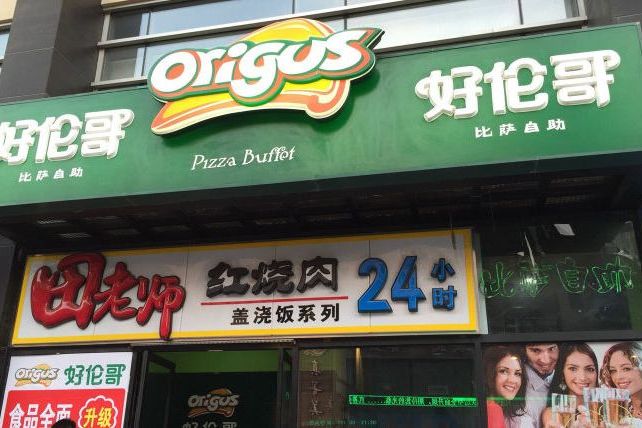 Origus
好伦哥
比萨自助
Pizza Buffet
好伦哥
比萨自助
田老师
红烧肉
盖浇饭系列
24小时
比萨自助
Origus
好伦哥
食品全面
升级
Origus